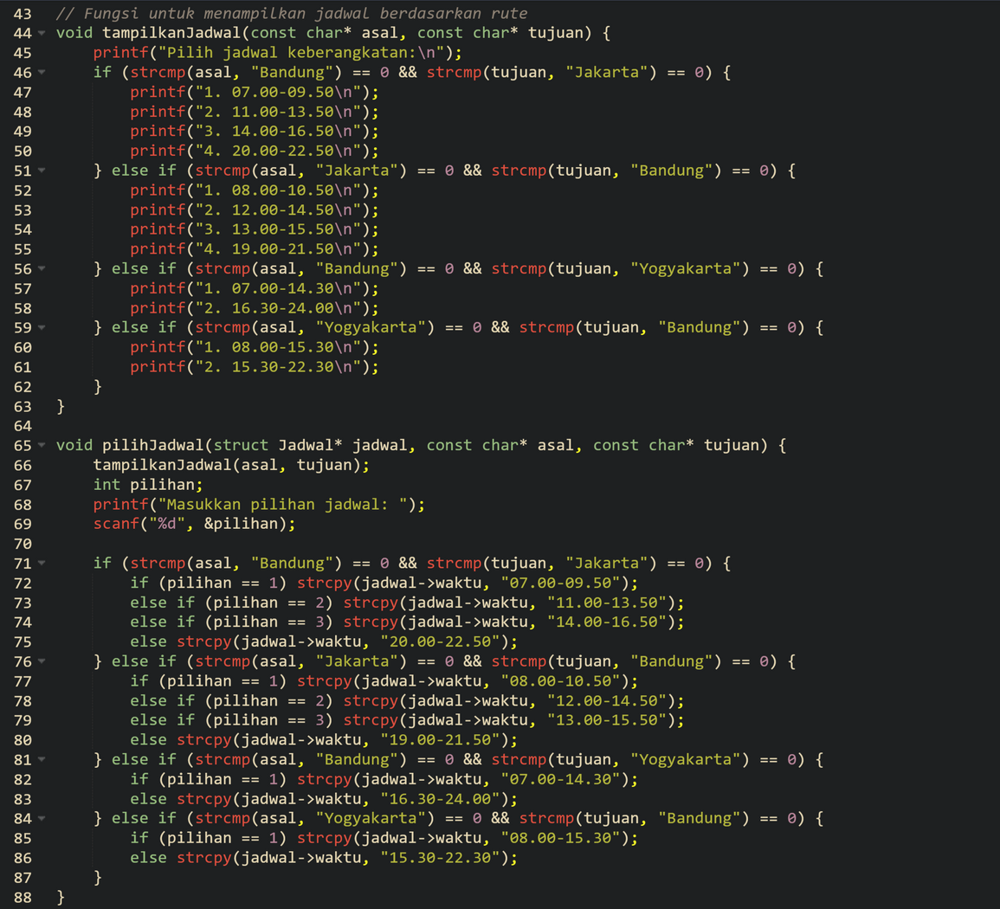 43 // Fungsi untuk menampilkan jadwal berdasarkan rute
44 void tampilkanJadwal(const char* asal, const char* tujuan) {
45     printf("Pilih jadwal keberangkatan:\n");
46     if (strcmp(asal, "Bandung") == 0 && strcmp(tujuan, "Jakarta") == 0) {
47         printf("1. 07.00-09.50\n");
48         printf("2. 11.00-13.50\n");
49         printf("3. 14.00-16.50\n");
50         printf("4. 20.00-22.50\n");
51     } else if (strcmp(asal, "Jakarta") == 0 && strcmp(tujuan, "Bandung") == 0) {
52         printf("1. 08.00-10.50\n");
53         printf("2. 12.00-14.50\n");
54         printf("3. 13.00-15.50\n");
55         printf("4. 19.00-21.50\n");
56     } else if (strcmp(asal, "Bandung") == 0 && strcmp(tujuan, "Yogyakarta") == 0) {
57         printf("1. 07.00-14.30\n");
58         printf("2. 16.30-24.00\n");
59     } else if (strcmp(asal, "Yogyakarta") == 0 && strcmp(tujuan, "Bandung") == 0) {
60         printf("1. 08.00-15.30\n");
61         printf("2. 15.30-22.30\n");
62     }
63 }
64
65 void pilihJadwal(struct Jadwal* jadwal, const char* asal, const char* tujuan) {
66     tampilkanJadwal(asal, tujuan);
67     int pilihan;
68     printf("Masukkan pilihan jadwal: ");
69     scanf("%d", &pilihan);
70
71     if (strcmp(asal, "Bandung") == 0 && strcmp(tujuan, "Jakarta") == 0) {
72         if (pilihan == 1) strcpy(jadwal->waktu, "07.00-09.50");
73         else if (pilihan == 2) strcpy(jadwal->waktu, "11.00-13.50");
74         else if (pilihan == 3) strcpy(jadwal->waktu, "14.00-16.50");
75         else strcpy(jadwal->waktu, "20.00-22.50");
76     } else if (strcmp(asal, "Jakarta") == 0 && strcmp(tujuan, "Bandung") == 0) {
77         if (pilihan == 1) strcpy(jadwal->waktu, "08.00-10.50");
78         else if (pilihan == 2) strcpy(jadwal->waktu, "12.00-14.50");
79         else if (pilihan == 3) strcpy(jadwal->waktu, "13.00-15.50");
80         else strcpy(jadwal->waktu, "19.00-21.50");
81     } else if (strcmp(asal, "Bandung") == 0 && strcmp(tujuan, "Yogyakarta") == 0) {
82         if (pilihan == 1) strcpy(jadwal->waktu, "07.00-14.30");
83         else strcpy(jadwal->waktu, "16.30-24.00");
84     } else if (strcmp(asal, "Yogyakarta") == 0 && strcmp(tujuan, "Bandung") == 0) {
85         if (pilihan == 1) strcpy(jadwal->waktu, "08.00-15.30");
86         else strcpy(jadwal->waktu, "15.30-22.30");
87     }
88 }